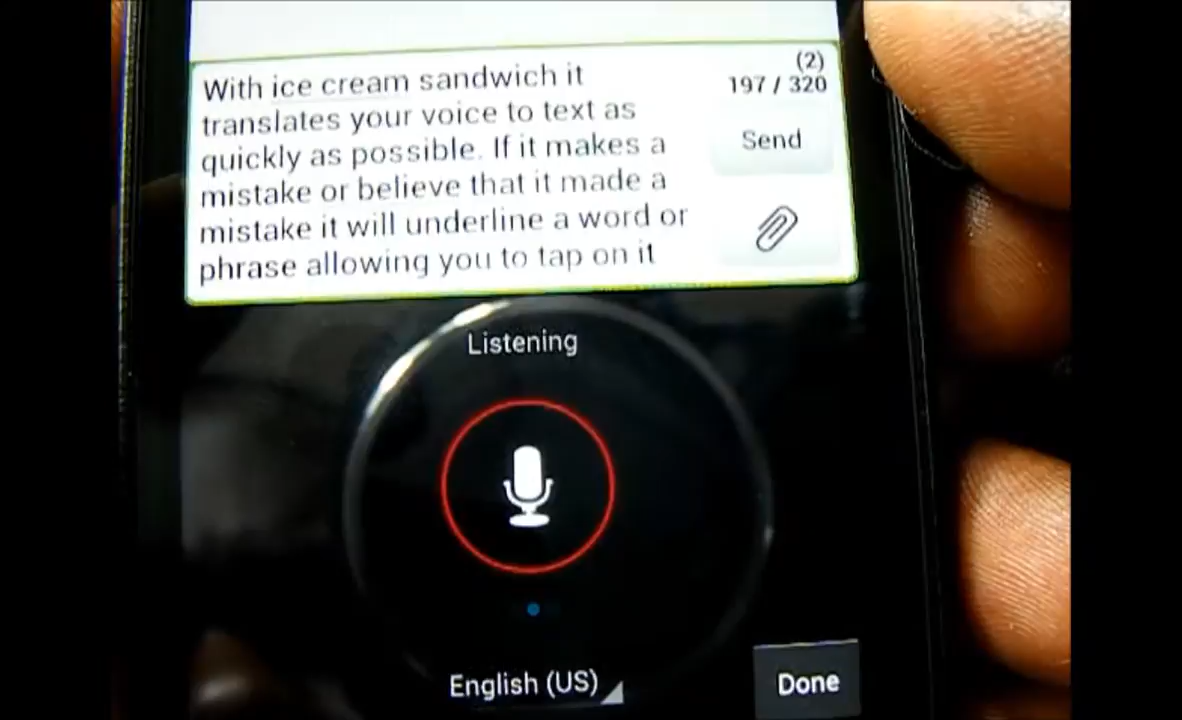 With ice cream sandwich it
translates your voice to text as
quickly as possible. If it makes a
mistake or believe that it made a
mistake it will underline a word or
phrase allowing you to tap on it
(2)
197 / 320
Send
Listening
English (US)
Done